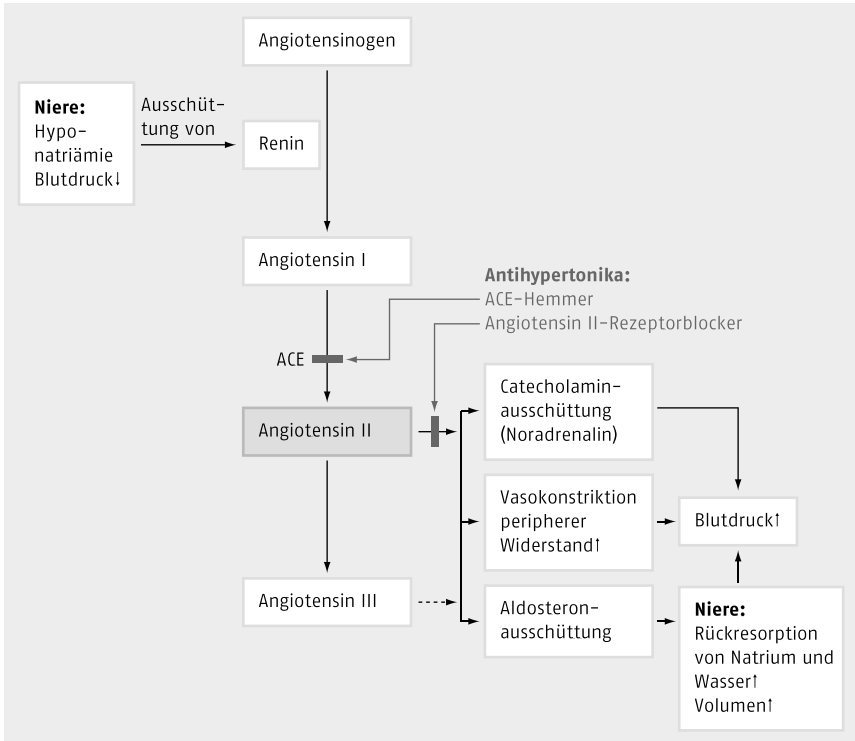 Angiotensinogen
Niere:
Hypo-
natriämie
Blutdruck↓
Ausschüt-
tung von
Renin
Angiotensin I
Antihypertonika:
ACE-Hemmer
Angiotensin II-Rezeptorblocker
ACE
Angiotensin II
Catecholamin-
ausschüttung
(Noradrenalin)
Vasokonstriktion
peripherer
Widerstand↑
Blutdruck↑
Angiotensin III
Aldosteron-
ausschüttung
Niere:
Rückresorption
von Natrium und
Wasser↑
Volumen↑